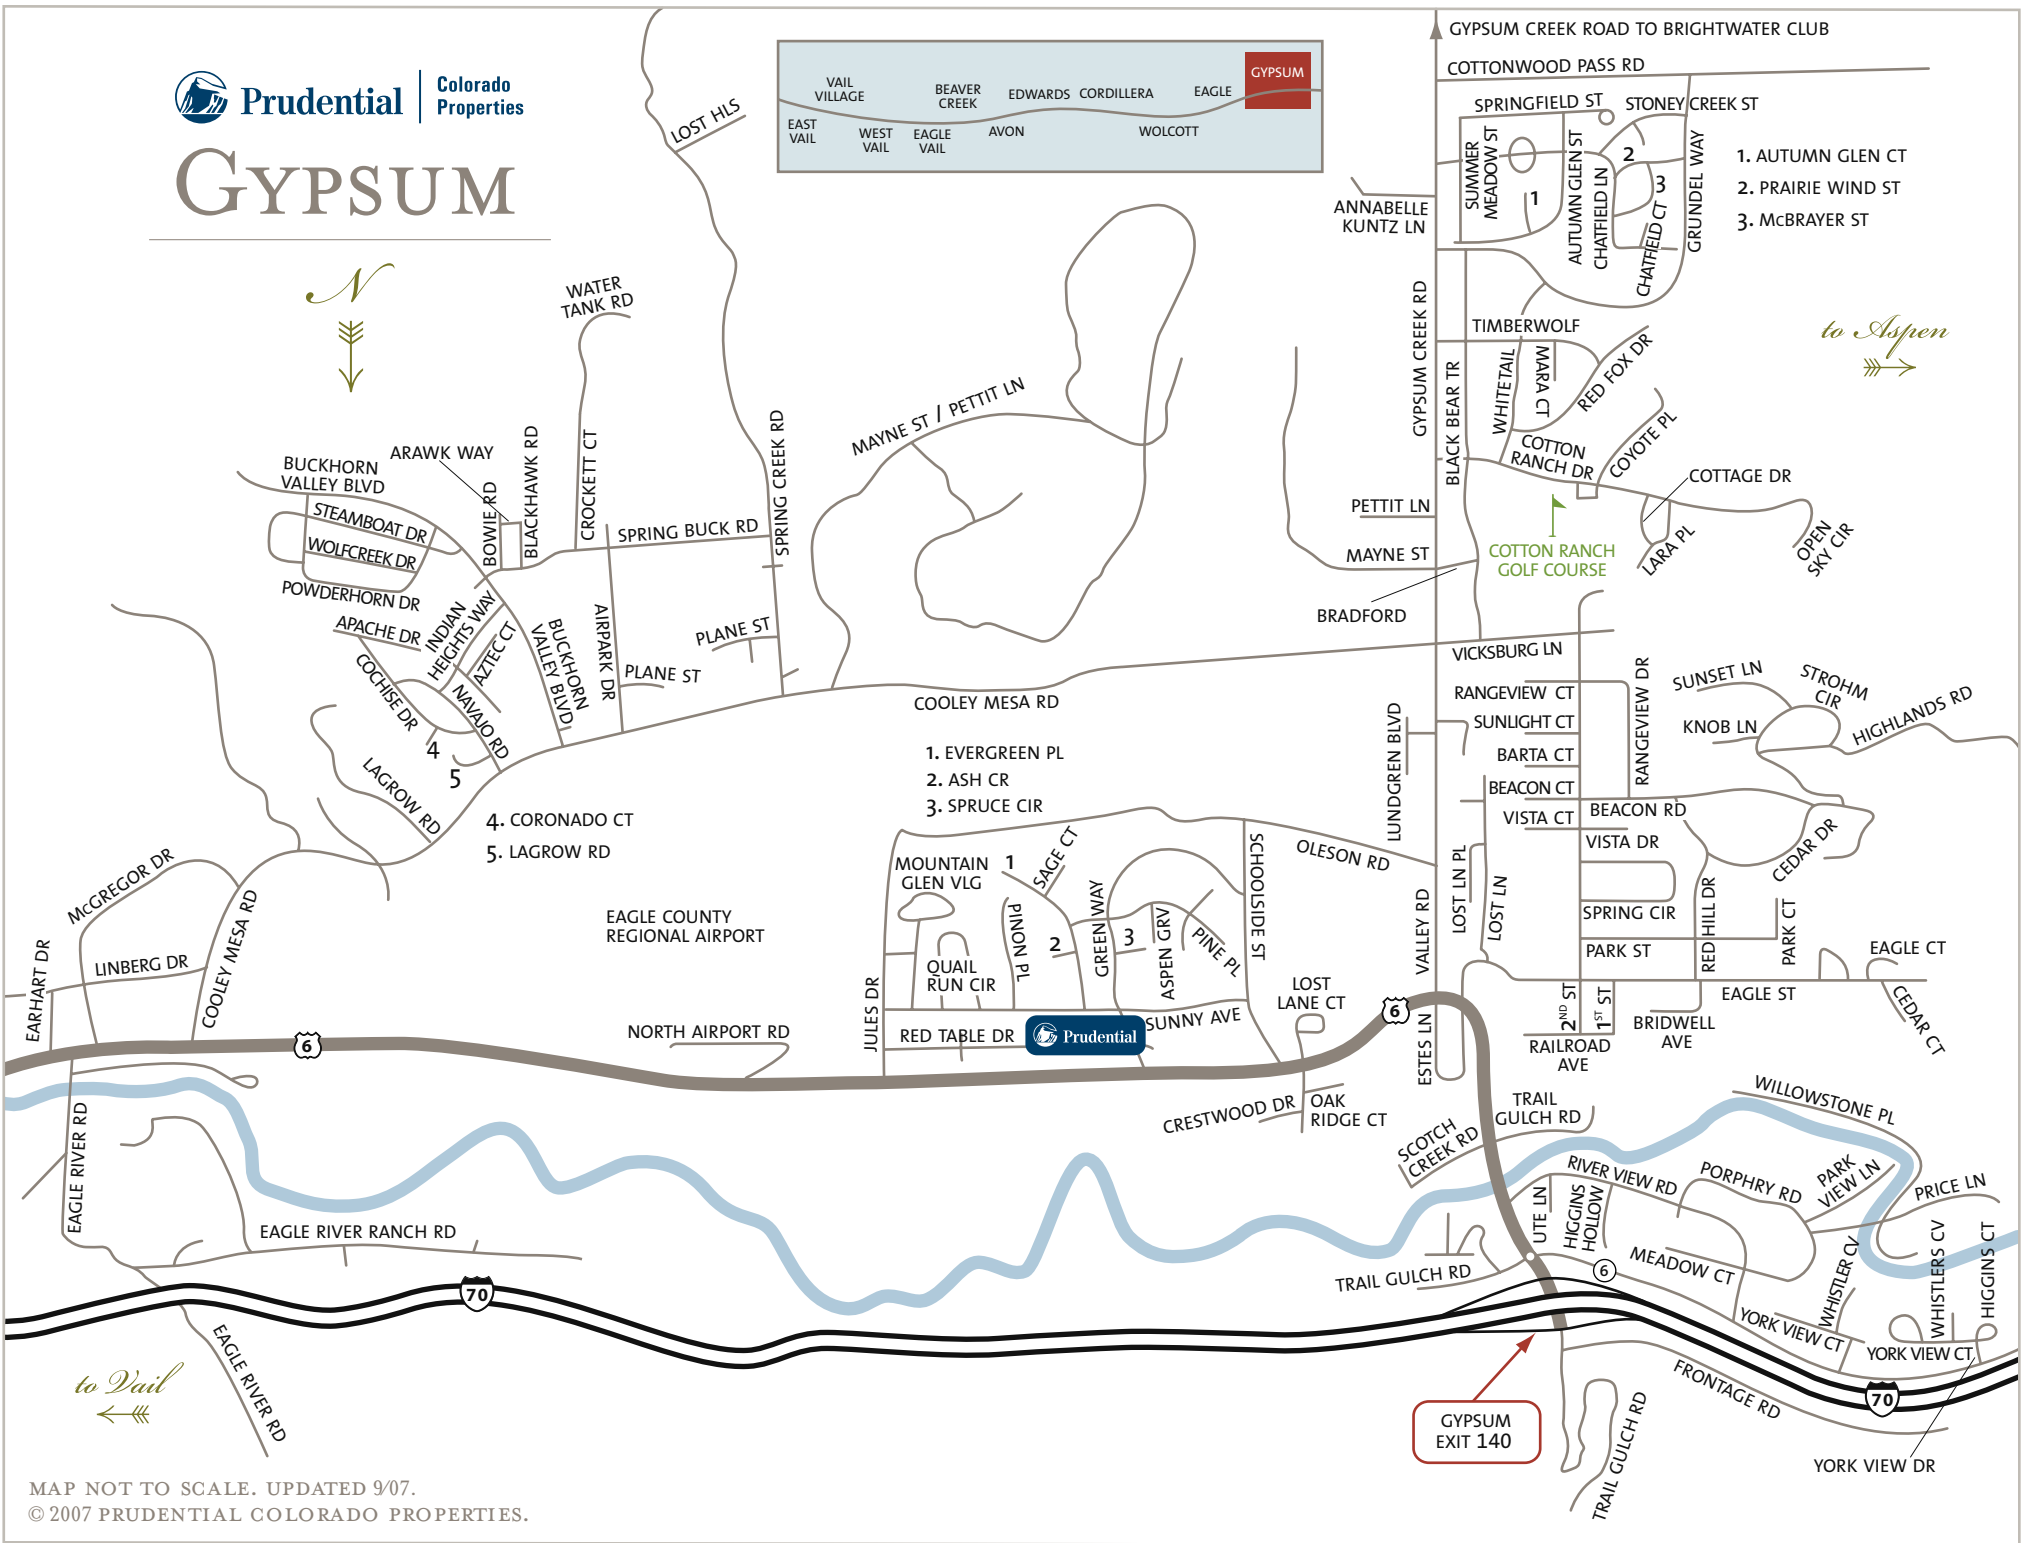 Prudential
Colorado
Properties
GYPSUM
N
VAIL
VILLAGE
BEAVER
CREEK
EDWARDS
CORDILLERA
EAGLE
GYPSUM
EAST
VAIL
WEST
VAIL
EAGLE
VAIL
AVON
WOLCOTT
GYPSUM CREEK ROAD TO BRIGHTWATER CLUB
COTTONWOOD PASS RD
SPRINGFIELD ST
STONEY CREEK ST
SUMMER
MEADOW ST
AUTUMN GLEN ST
CHATFIELD LN
CHATFIELD CT
GRUNDEL WAY
1
2
3
1. AUTUMN GLEN CT
2. PRAIRIE WIND ST
3. McBRAYER ST
ANNABELLE
KUNTZ LN
GYPSUM CREEK RD
BLACK BEAR TR
TIMBERWOLF
WHITETAIL
MARA CT
RED FOX DR
COTTON
RANCH DR
COYOTE PL
COTTAGE DR
LARA PL
OPEN
SKY CIR
COTTON RANCH
GOLF COURSE
to Aspen
PETTIT LN
MAYNE ST
BRADFORD
LOST HLS
WATER
TANK RD
MAYNE ST / PETTIT LN
SPRING CREEK RD
CROCKETT CT
BLACKHAWK RD
BOWIE RD
ARAWK WAY
BUCKHORN
VALLEY BLVD
STEAMBOAT DR
WOLFCREEK DR
POWDERHORN DR
SPRING BUCK RD
APACHE DR
INDIAN
HEIGHTS WAY
AZTEC CT
COCHISE DR
NAVAJO RD
BUCKHORN
VALLEY BLVD
AIRPARK DR
PLANE ST
PLANE ST
4
5
LAGROW RD
4. CORONADO CT
5. LAGROW RD
COOLEY MESA RD
VICKSBURG LN
RANGEVIEW CT
SUNLIGHT CT
BARTA CT
BEACON CT
VISTA CT
RANGEVIEW DR
BEACON RD
VISTA DR
SUNSET LN
STROHM
CIR
KNOB LN
HIGHLANDS RD
CEDAR DR
LUNDGREN BLVD
1. EVERGREEN PL
2. ASH CR
3. SPRUCE CIR
OLESON RD
VALLEY RD
LOST LN PL
LOST LN
SPRING CIR
PARK ST
RED HILL DR
PARK CT
EAGLE CT
EAGLE ST
CEDAR CT
2ND ST
1ST ST
BRIDWELL
AVE
RAILROAD
AVE
McGREGOR DR
LINBERG DR
EARHART DR
COOLEY MESA RD
EAGLE COUNTY
REGIONAL AIRPORT
MOUNTAIN
GLEN VLG
1
SAGE CT
PINON PL
2
GREEN WAY
3
ASPEN GRV
PINE PL
SCHOOLSIDE ST
QUAIL
RUN CIR
JULES DR
RED TABLE DR
Prudential
SUNNY AVE
LOST
LANE CT
ESTES LN
NORTH AIRPORT RD
6
6
CRESTWOOD DR
OAK
RIDGE CT
TRAIL
GULCH RD
SCOTCH
CREEK RD
WILLOWSTONE PL
RIVER VIEW RD
PORPHRY RD
PARK
VIEW LN
PRICE LN
UTE LN
HIGGINS
HOLLOW
MEADOW CT
6
WHISTLER CV
WHISTLERS CV
HIGGINS CT
YORK VIEW CT
YORK VIEW CT
YORK VIEW DR
FRONTAGE RD
TRAIL GULCH RD
TRAIL GULCH RD
EAGLE RIVER RD
EAGLE RIVER RANCH RD
EAGLE RIVER RD
70
70
to Vail
GYPSUM
EXIT 140
MAP NOT TO SCALE. UPDATED 9/07.
© 2007 PRUDENTIAL COLORADO PROPERTIES.